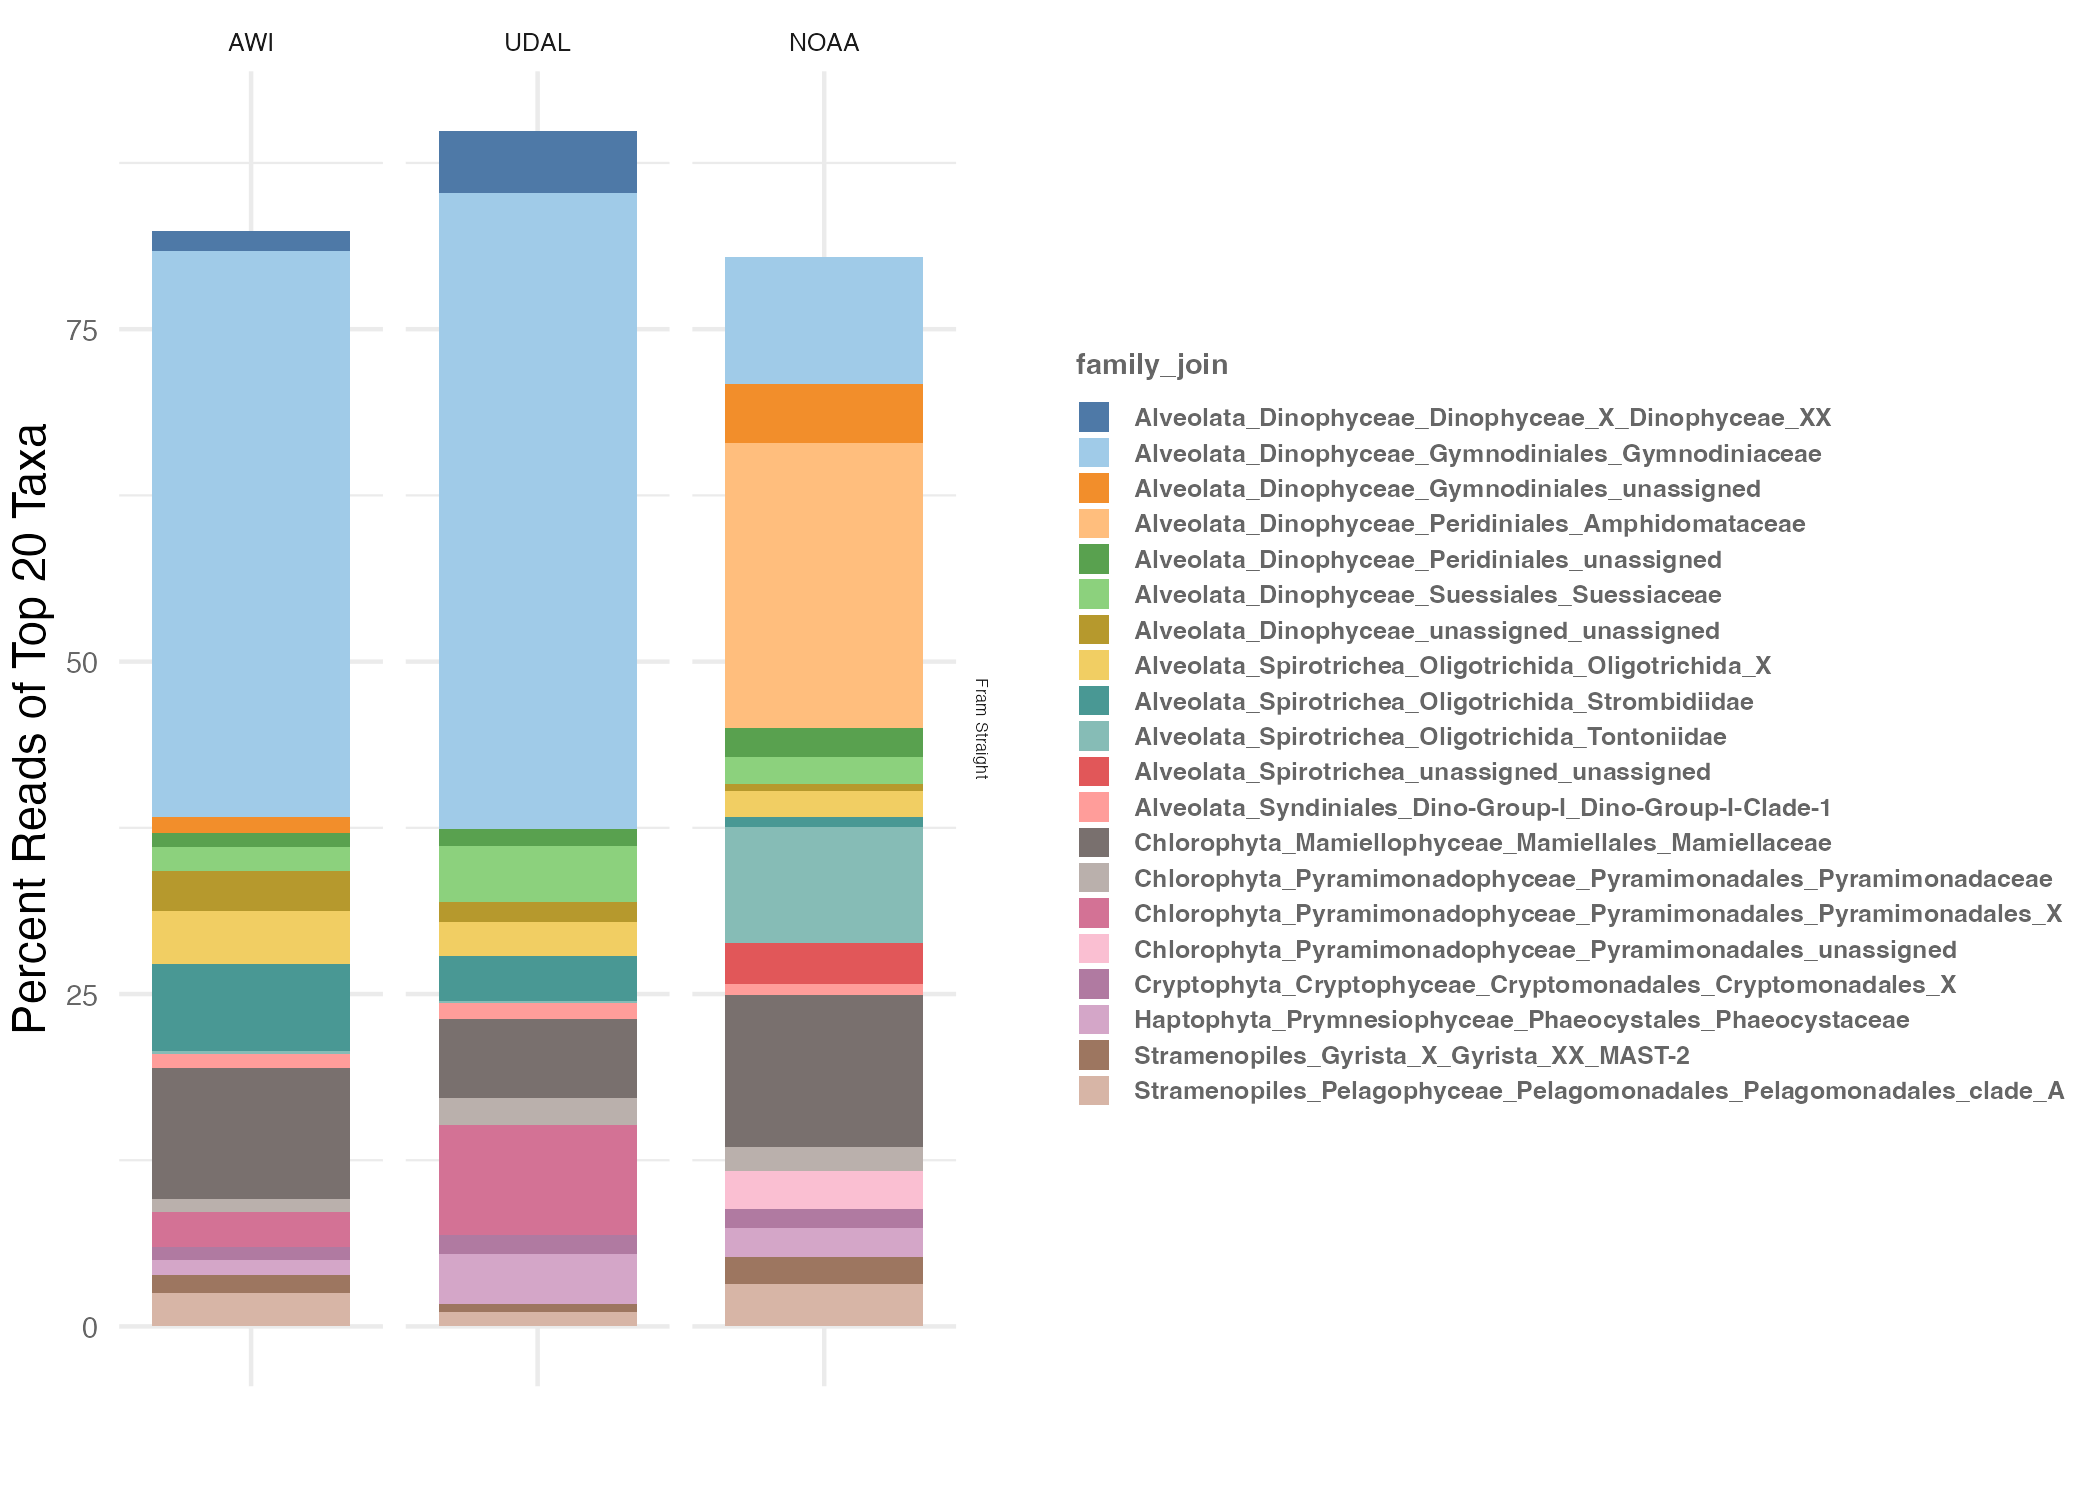 AWI
UDAL
NOAA
Percent Reads of Top 20 Taxa
75
50
25
0
Fram Straight
family_join
Alveolata_Dinophyceae_Dinophyceae_X_Dinophyceae_XX
Alveolata_Dinophyceae_Gymnodiniales_Gymnodiniaceae
Alveolata_Dinophyceae_Gymnodiniales_unassigned
Alveolata_Dinophyceae_Peridiniales_Amphidomataceae
Alveolata_Dinophyceae_Peridiniales_unassigned
Alveolata_Dinophyceae_Suessiales_Suessiaceae
Alveolata_Dinophyceae_unassigned_unassigned
Alveolata_Spirotrichea_Oligotrichida_Oligotrichida_X
Alveolata_Spirotrichea_Oligotrichida_Strombidiidae
Alveolata_Spirotrichea_Oligotrichida_Tontoniidae
Alveolata_Spirotrichea_unassigned_unassigned
Alveolata_Syndiniales_Dino-Group-I_Dino-Group-I-Clade-1
Chlorophyta_Mamiellophyceae_Mamiellales_Mamiellaceae
Chlorophyta_Pyramimonadophyceae_Pyramimonadales_Pyramimonadaceae
Chlorophyta_Pyramimonadophyceae_Pyramimonadales_Pyramimonadales_X
Chlorophyta_Pyramimonadophyceae_Pyramimonadales_unassigned
Cryptophyta_Cryptophyceae_Cryptomonadales_Cryptomonadales_X
Haptophyta_Prymnesiophyceae_Phaeocystales_Phaeocystaceae
Stramenopiles_Gyrista_X_Gyrista_XX_MAST-2
Stramenopiles_Pelagophyceae_Pelagomonadales_Pelagomonadales_clade_A